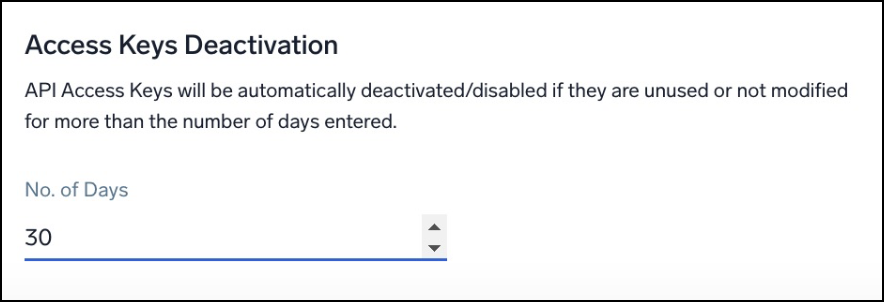 Access Keys Deactivation
API Access Keys will be automatically deactivated/disabled if they are unused or not modified
for more than the number of days entered.
No. of Days
30